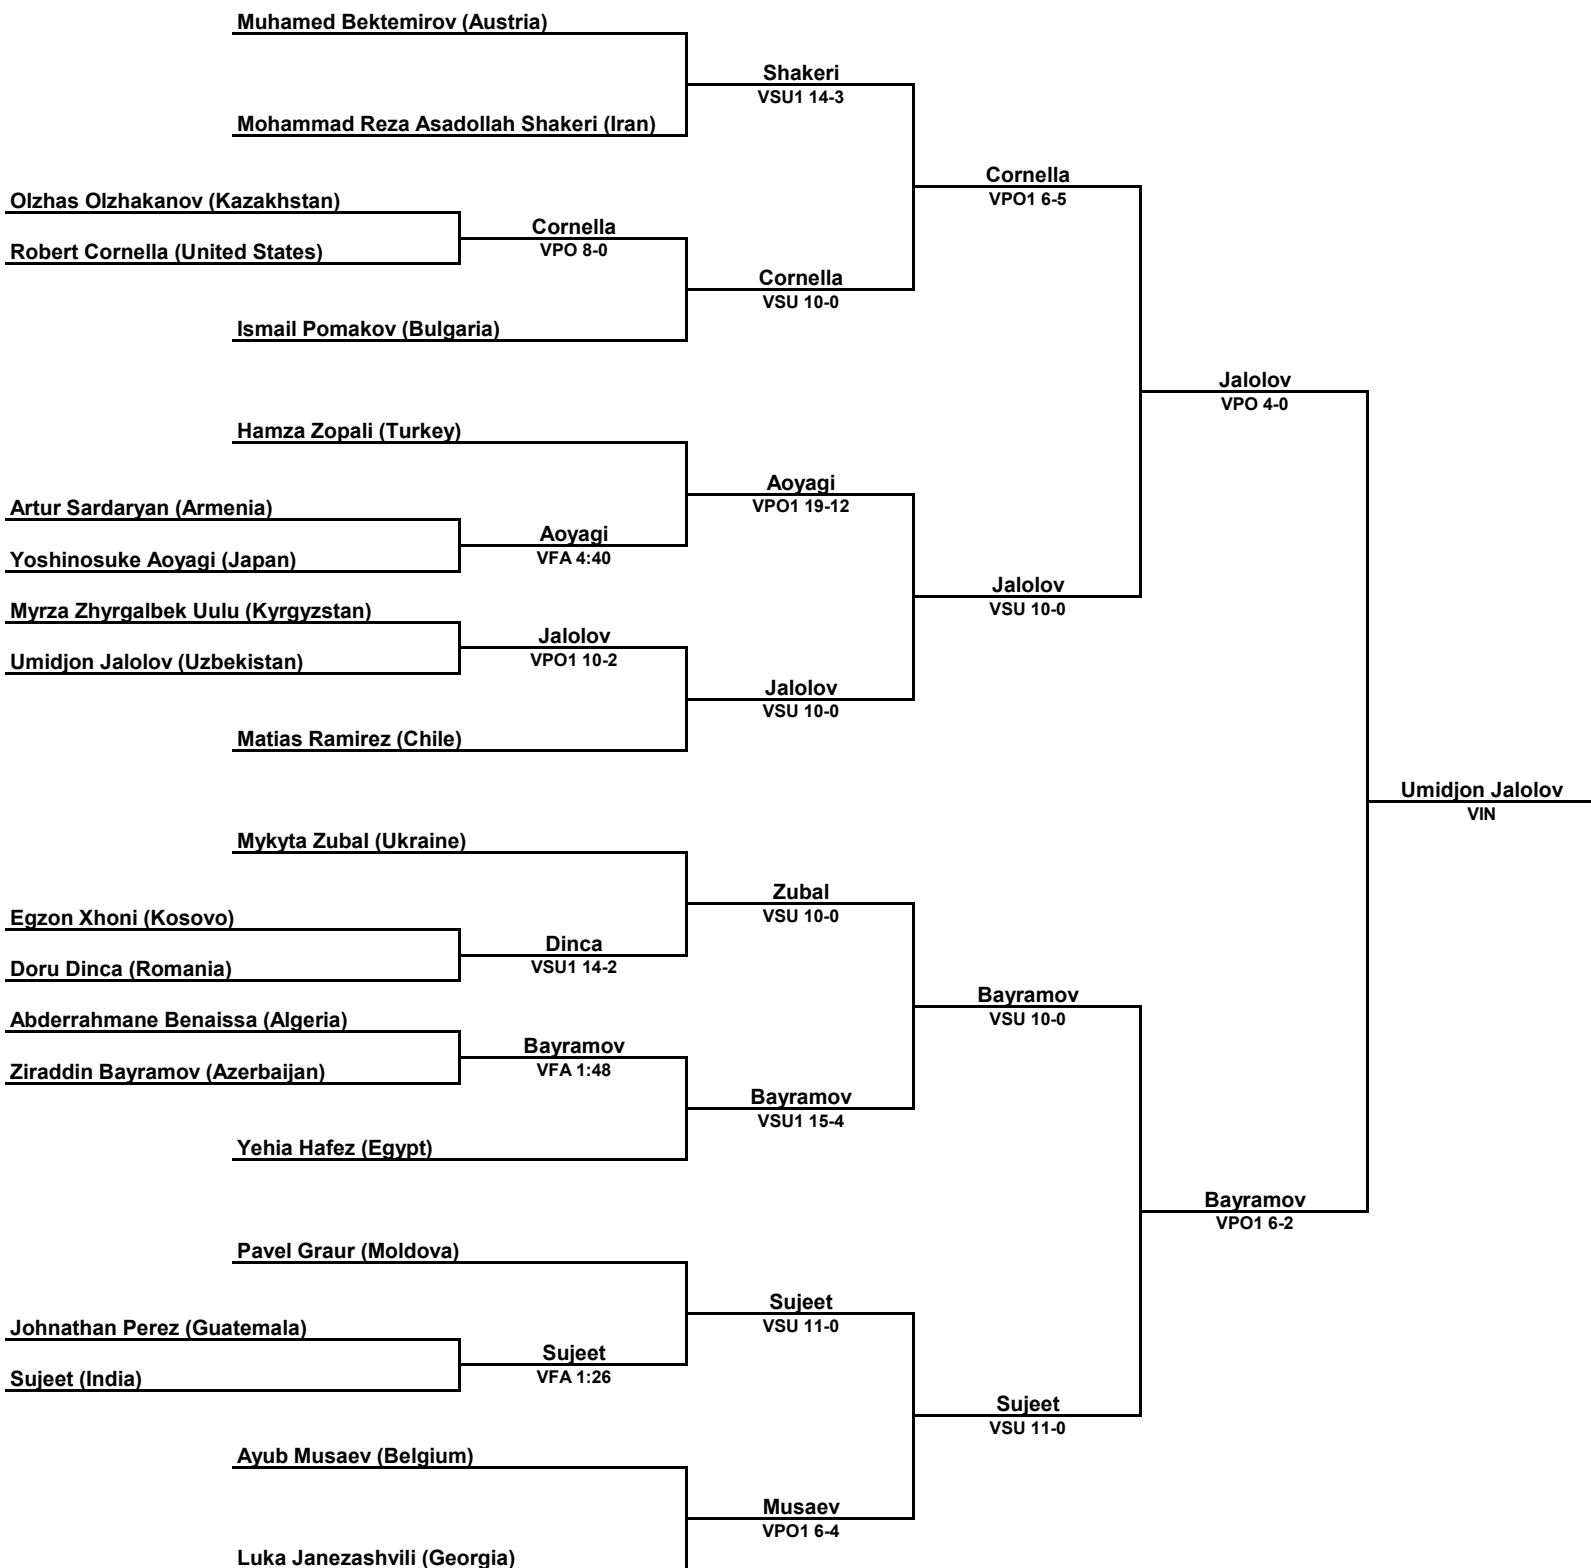 Muhamed Bektemirov (Austria)
Shakeri
VSU1 14-3
Mohammad Reza Asadollah Shakeri (Iran)
Cornella
VPO1 6-5
Olzhas Olzhakanov (Kazakhstan)
Cornella
VPO 8-0
Robert Cornella (United States)
Cornella
VSU 10-0
Ismail Pomakov (Bulgaria)
Jalolov
VPO 4-0
Hamza Zopali (Turkey)
Aoyagi
VPO1 19-12
Artur Sardaryan (Armenia)
Aoyagi
VFA 4:40
Yoshinosuke Aoyagi (Japan)
Jalolov
VSU 10-0
Myrza Zhyrgalbek Uulu (Kyrgyzstan)
Jalolov
VPO1 10-2
Umidjon Jalolov (Uzbekistan)
Jalolov
VSU 10-0
Matias Ramirez (Chile)
Umidjon Jalolov
VIN
Mykyta Zubal (Ukraine)
Zubal
VSU 10-0
Egzon Xhoni (Kosovo)
Dinca
VSU1 14-2
Doru Dinca (Romania)
Bayramov
VSU 10-0
Abderrahmane Benaissa (Algeria)
Bayramov
VFA 1:48
Ziraddin Bayramov (Azerbaijan)
Bayramov
VSU1 15-4
Yehia Hafez (Egypt)
Bayramov
VPO1 6-2
Pavel Graur (Moldova)
Sujeet
VSU 11-0
Johnathan Perez (Guatemala)
Sujeet
VFA 1:26
Sujeet (India)
Sujeet
VSU 11-0
Ayub Musaev (Belgium)
Musaev
VPO1 6-4
Luka Janezashvili (Georgia)